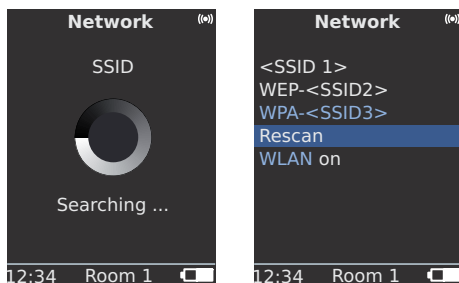 Network
SSID
Searching ...
12:34 Room 1
Network
<SSID 1>
WEP-<SSID2>
WPA-<SSID3>
Rescan
WLAN on
12:34 Room 1